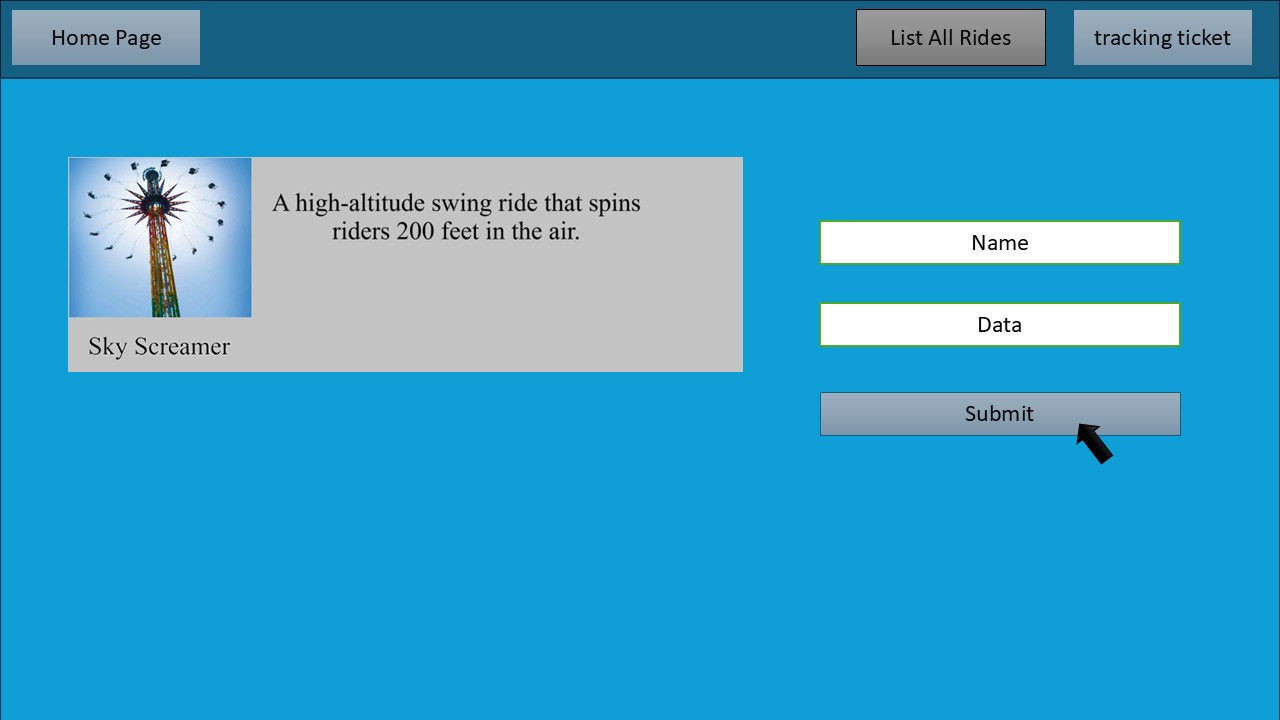 Home Page
List All Rides
tracking ticket
A high-altitude swing ride that spins
riders 200 feet in the air.
Sky Screamer
Name
Data
Submit